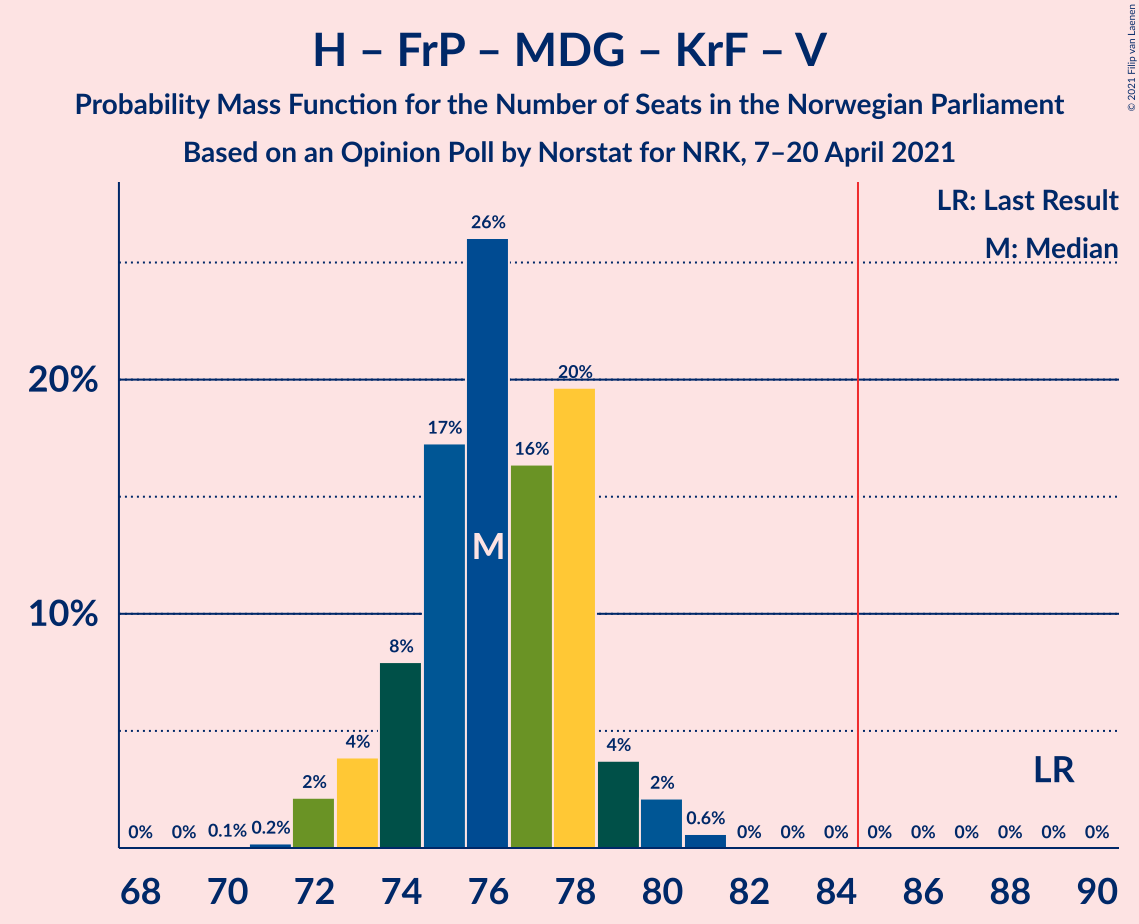 H – FrP – MDG – KrF – V
Probability Mass Function for the Number of Seats in the Norwegian Parliament
Based on an Opinion Poll by Norstat for NRK, 7–20 April 2021
© 2021 Filip van Laenen
LR: Last Result
M: Median
20%
10%
0% 0% 0.1% 0.2% 2% 4% 8% 17% 26% 16% 20% 4% 2% 0.6% 0% 0% 0% 0% 0% 0% 0% 0% 0%
M
LR
68 70 72 74 76 78 80 82 84 86 88 90